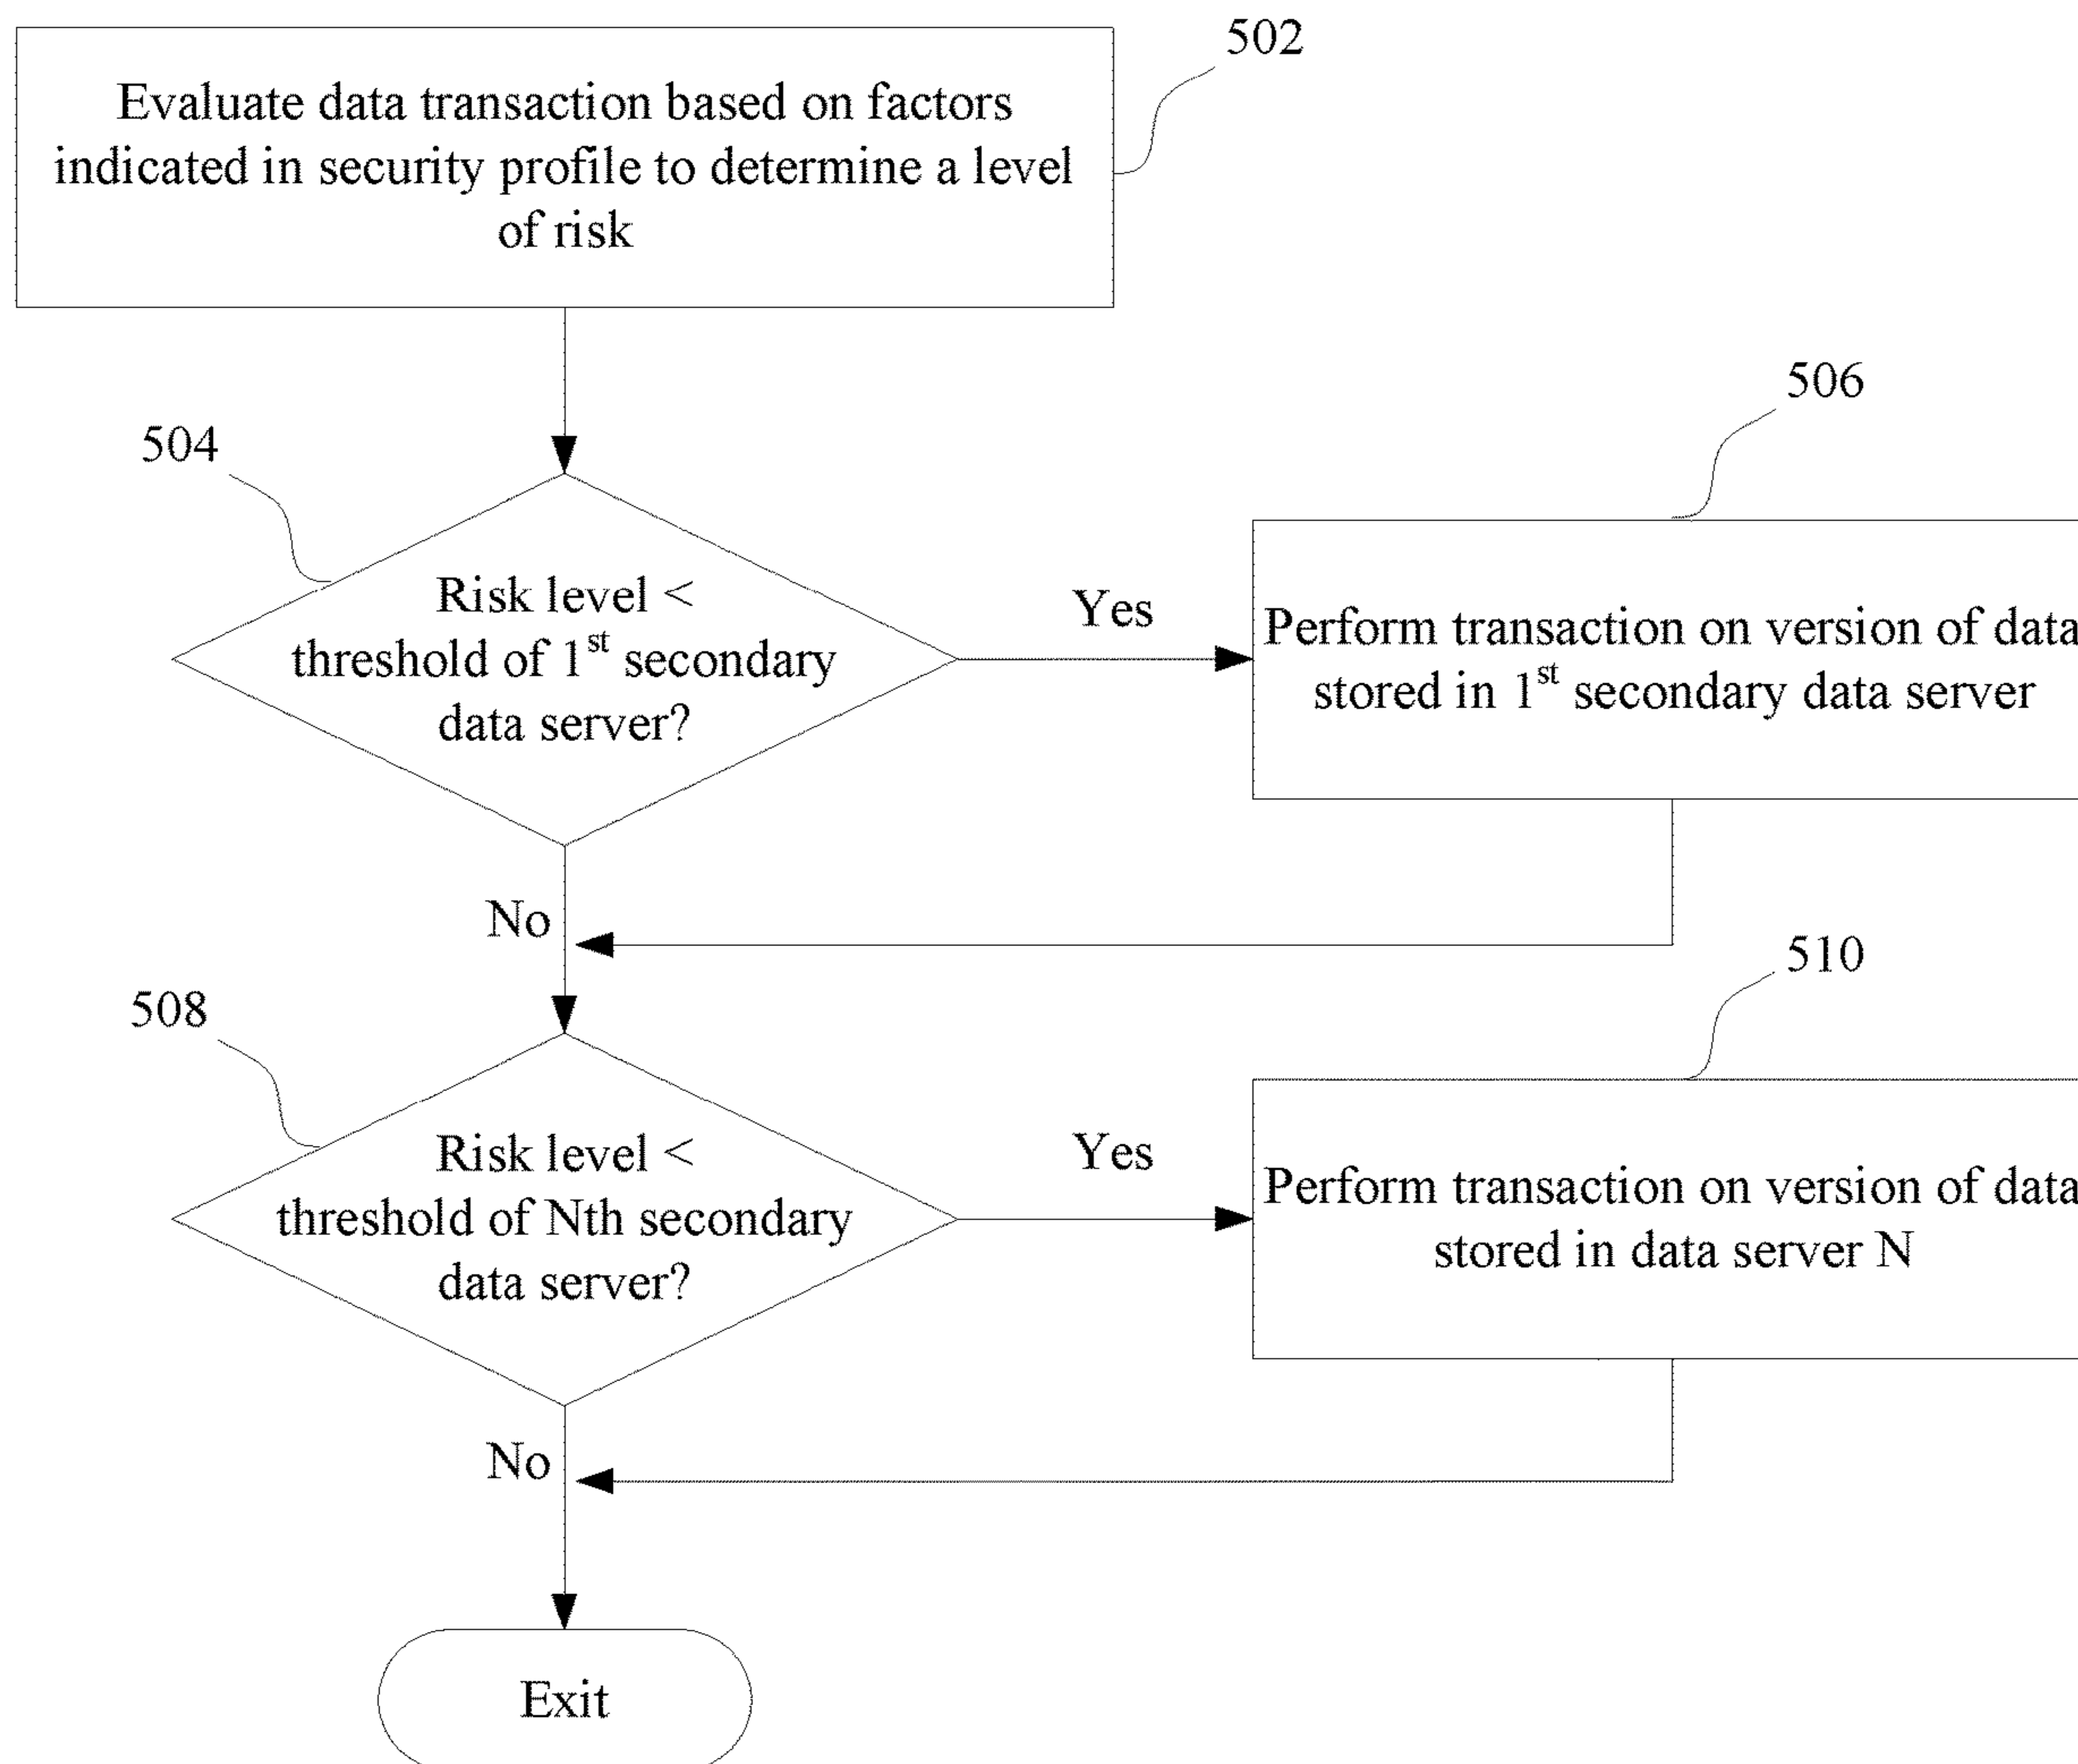 502
Evaluate data transaction based on factors
indicated in security profile to determine a level
of risk
504
Risk level <
threshold of 1st secondary
data server?
Yes
506
Perform transaction on version of data
stored in 1st secondary data server
No
508
Risk level <
threshold of Nth secondary
data server?
Yes
510
Perform transaction on version of data
stored in data server N
No
Exit